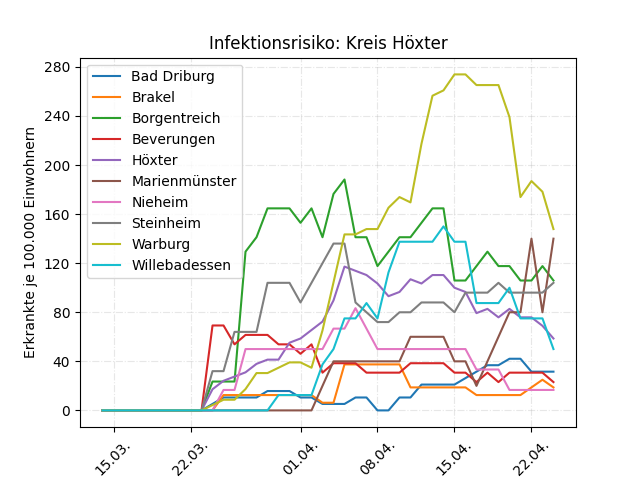 Infektionsrisiko: Kreis Höxter
Erkrankte je 100.000 Einwohnern
280
240
200
160
120
80
40
0
Bad Driburg
Brakel
Borgentreich
Beverungen
Höxter
Marienmünster
Nieheim
Steinheim
Warburg
Willebadessen
15.03.
22.03.
01.04.
08.04.
15.04.
22.04.